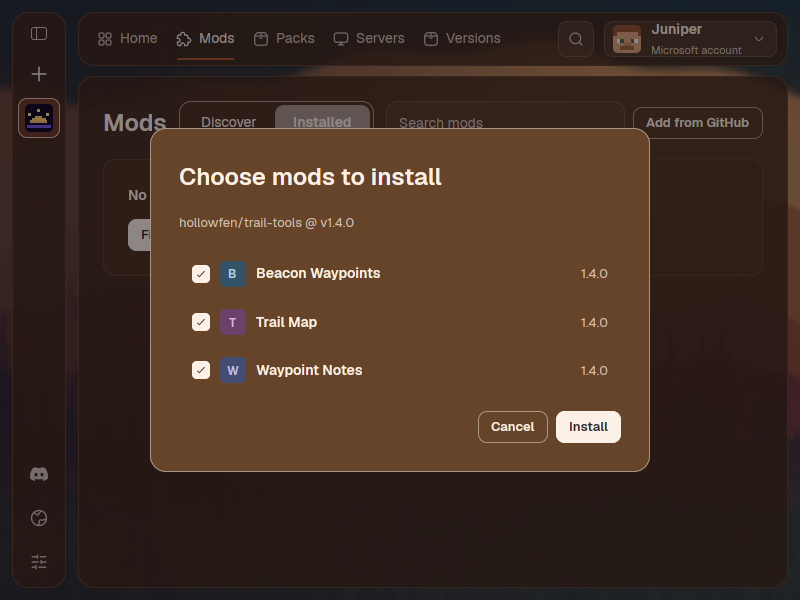 Home
Mods
Packs
Servers
Versions
Juniper
Microsoft account
Mods
Discover
Installed
Search mods
Add from GitHub
No
Choose mods to install
hollowfen/trail-tools @ v1.4.0
B Beacon Waypoints 1.4.0
T Trail Map 1.4.0
W Waypoint Notes 1.4.0
Cancel
Install